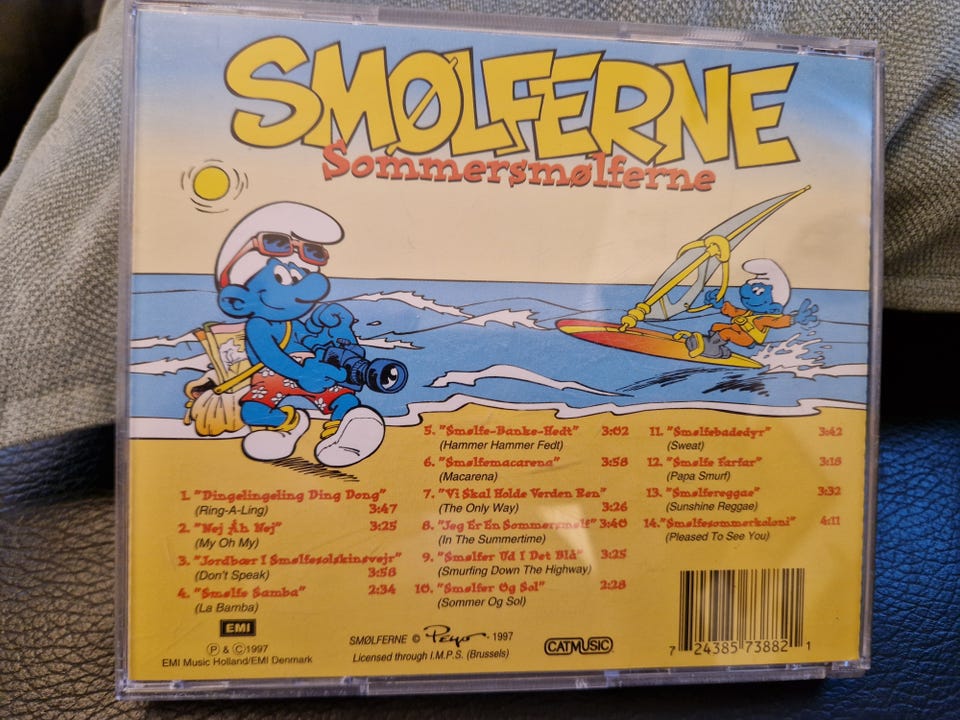 SMØLFERNE
Sommersmølferne
1. "Dingelingeling Ding Dong"
(Ring-A-Ling) 3:47
2. "Nej Åh Nej" 3:25
(My Oh My)
3. "Jordbær I Smølfesolskinsvejr"
(Don't Speak) 3:58
4. "Smølfe Samba" 2:34
(La Bamba)
5. "Smølfe-Banke-Hedt" 3:02
(Hammer Hammer Fedt)
6. "Smølfemacarena" 3:58
(Macarena)
7. "Vi Skal Holde Verden Ren"
(The Only Way) 3:26
8. "Jeg Er En Sommersmølf" 3:40
(In The Summertime)
9. "Smølfer Ud I Det Blå" 3:25
(Smurfing Down The Highway)
10. "Smølfer Og Sol" 2:28
(Sommer Og Sol)
11. "Smølfebadedyr" 3:42
(Sweat)
12. "Smølfe Farfar" 3:18
(Papa Smurf)
13. "Smølfereggae" 3:32
(Sunshine Reggae)
14. "Smølfesommerkoloni" 4:11
(Pleased To See You)
EMI
℗ & ©1997
EMI Music Holland/EMI Denmark
SMØLFERNE © Peyo - 1997
Licensed through I.M.P.S. (Brussels)
CATMUSIC
7 24385 73882 1